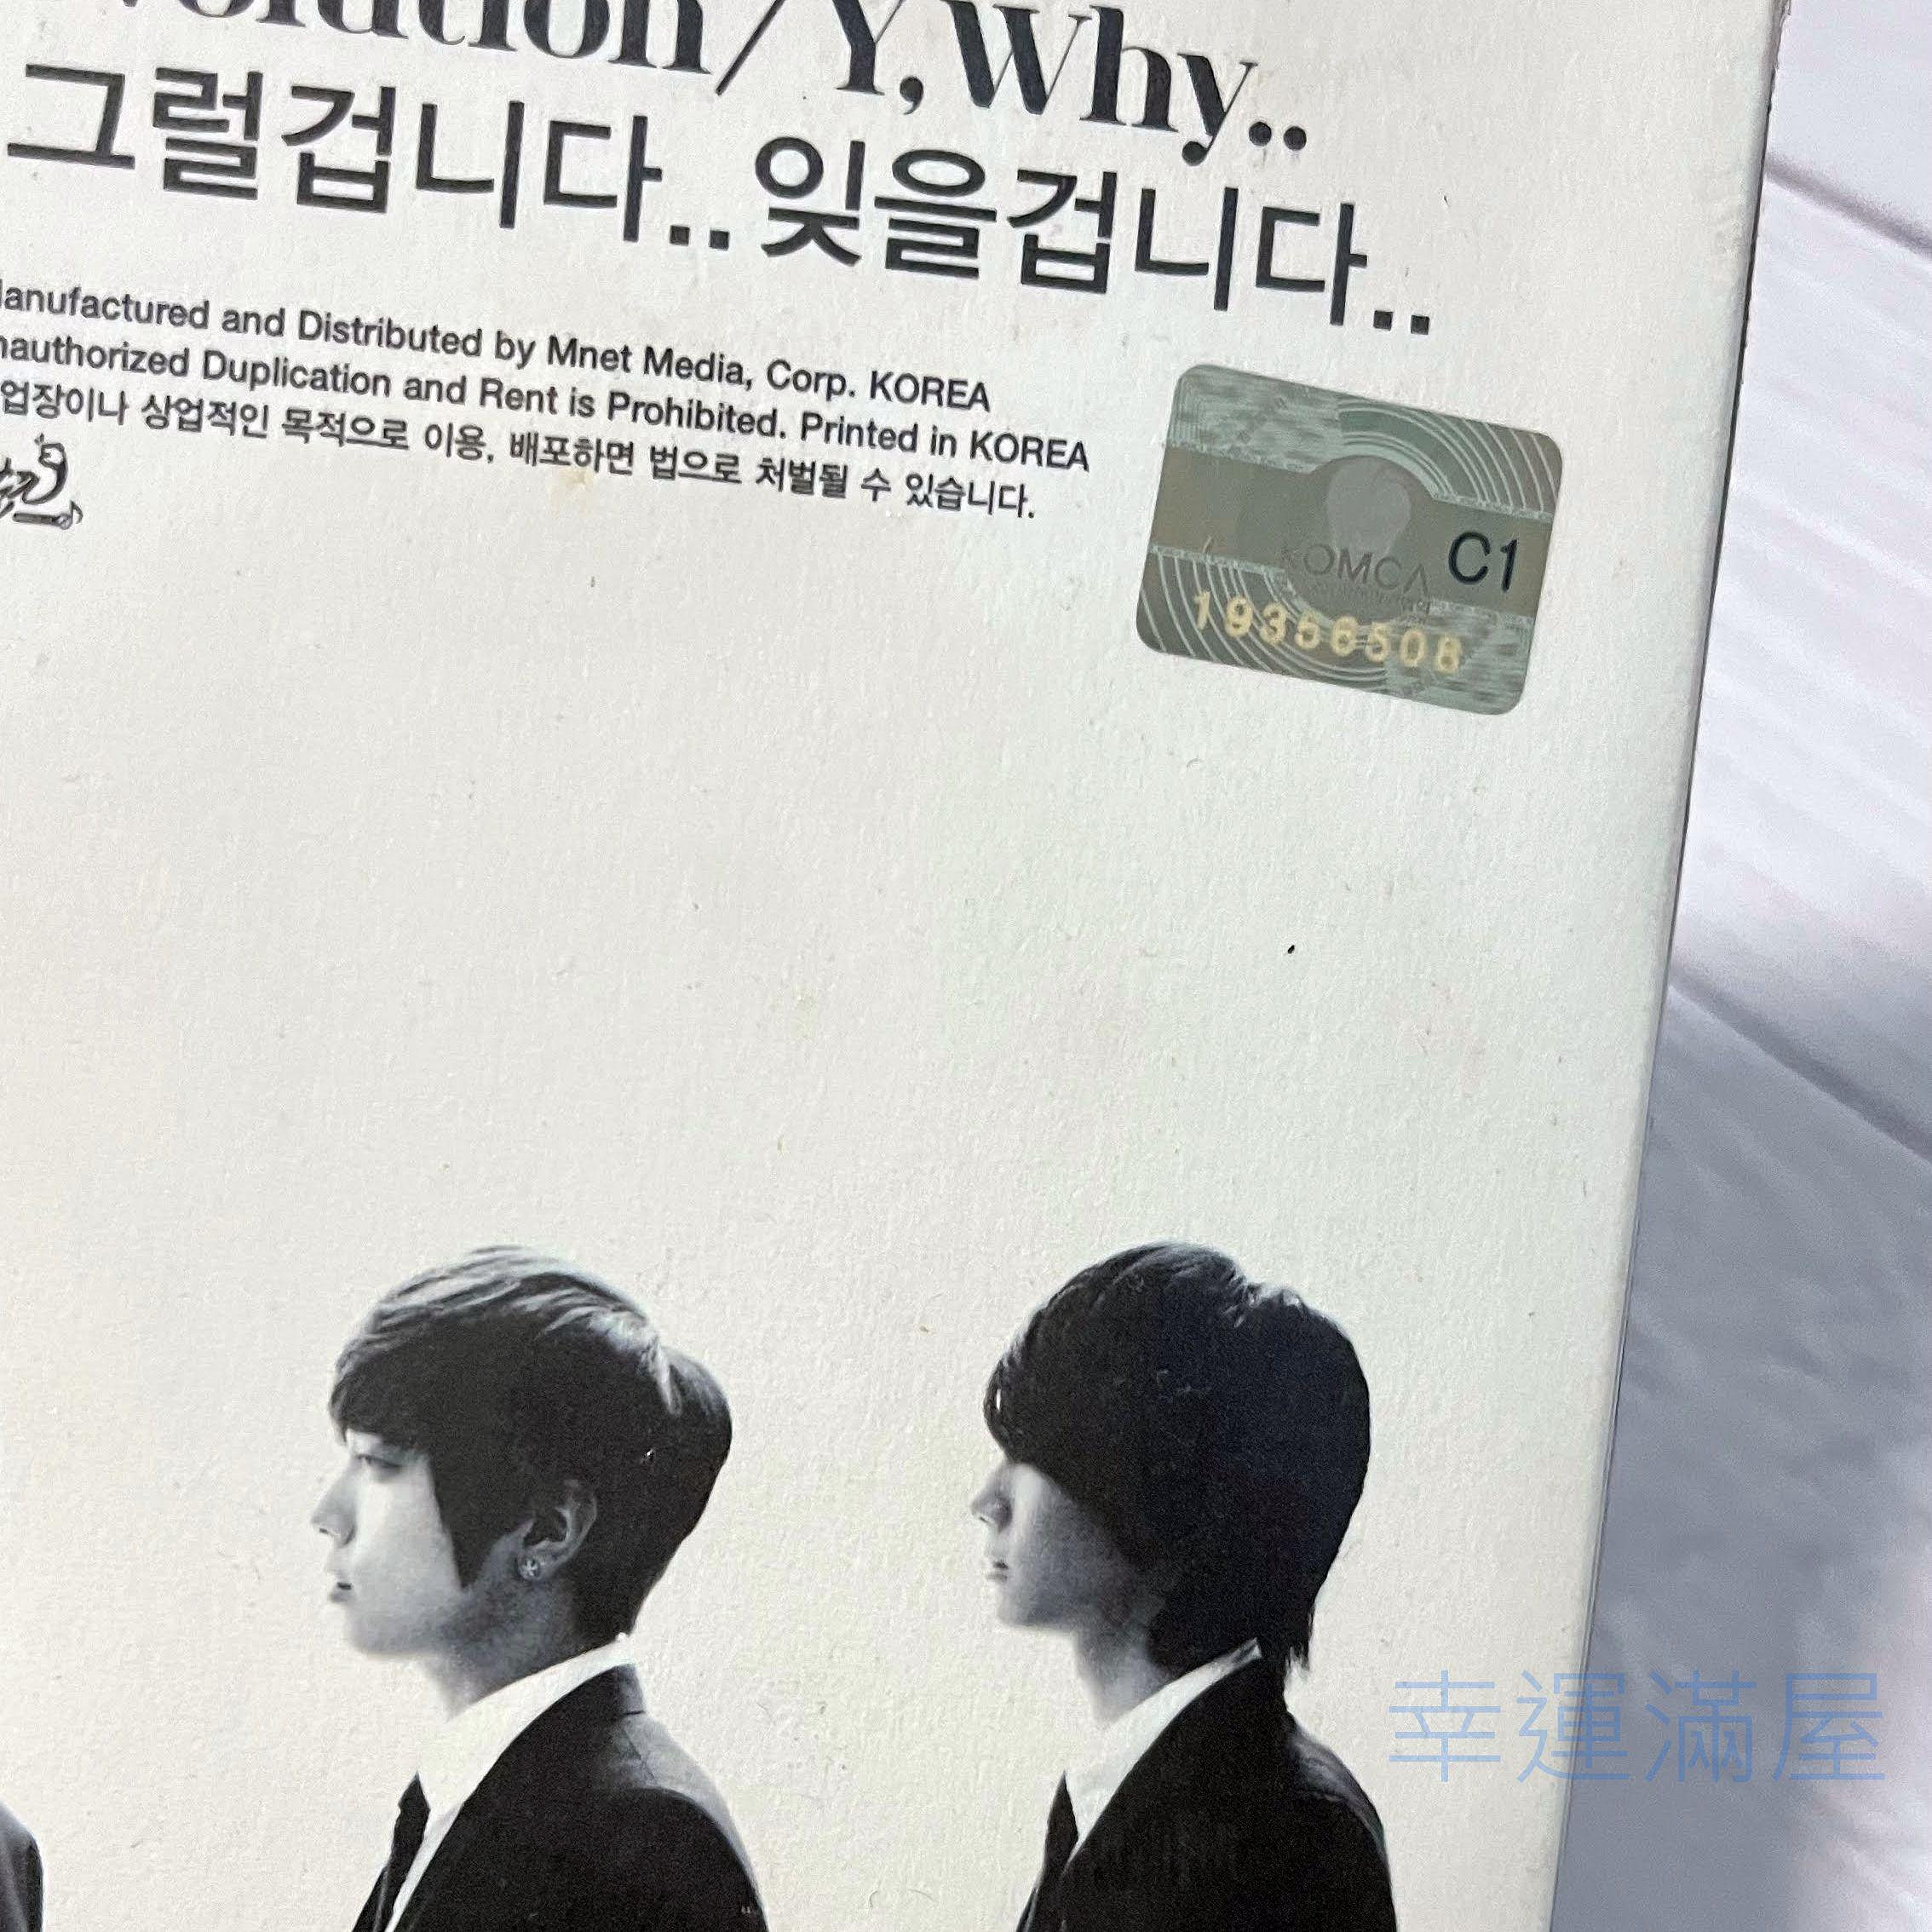 volution/Y,Why..
그럴겁니다..잊을겁니다..
anufactured and Distributed by Mnet Media, Corp. KOREA
nauthorized Duplication and Rent is Prohibited. Printed in KOREA
업장이나 상업적인 목적으로 이용, 배포하면 법으로 처벌될 수 있습니다.
KOMCA C1
19356508
幸運滿屋